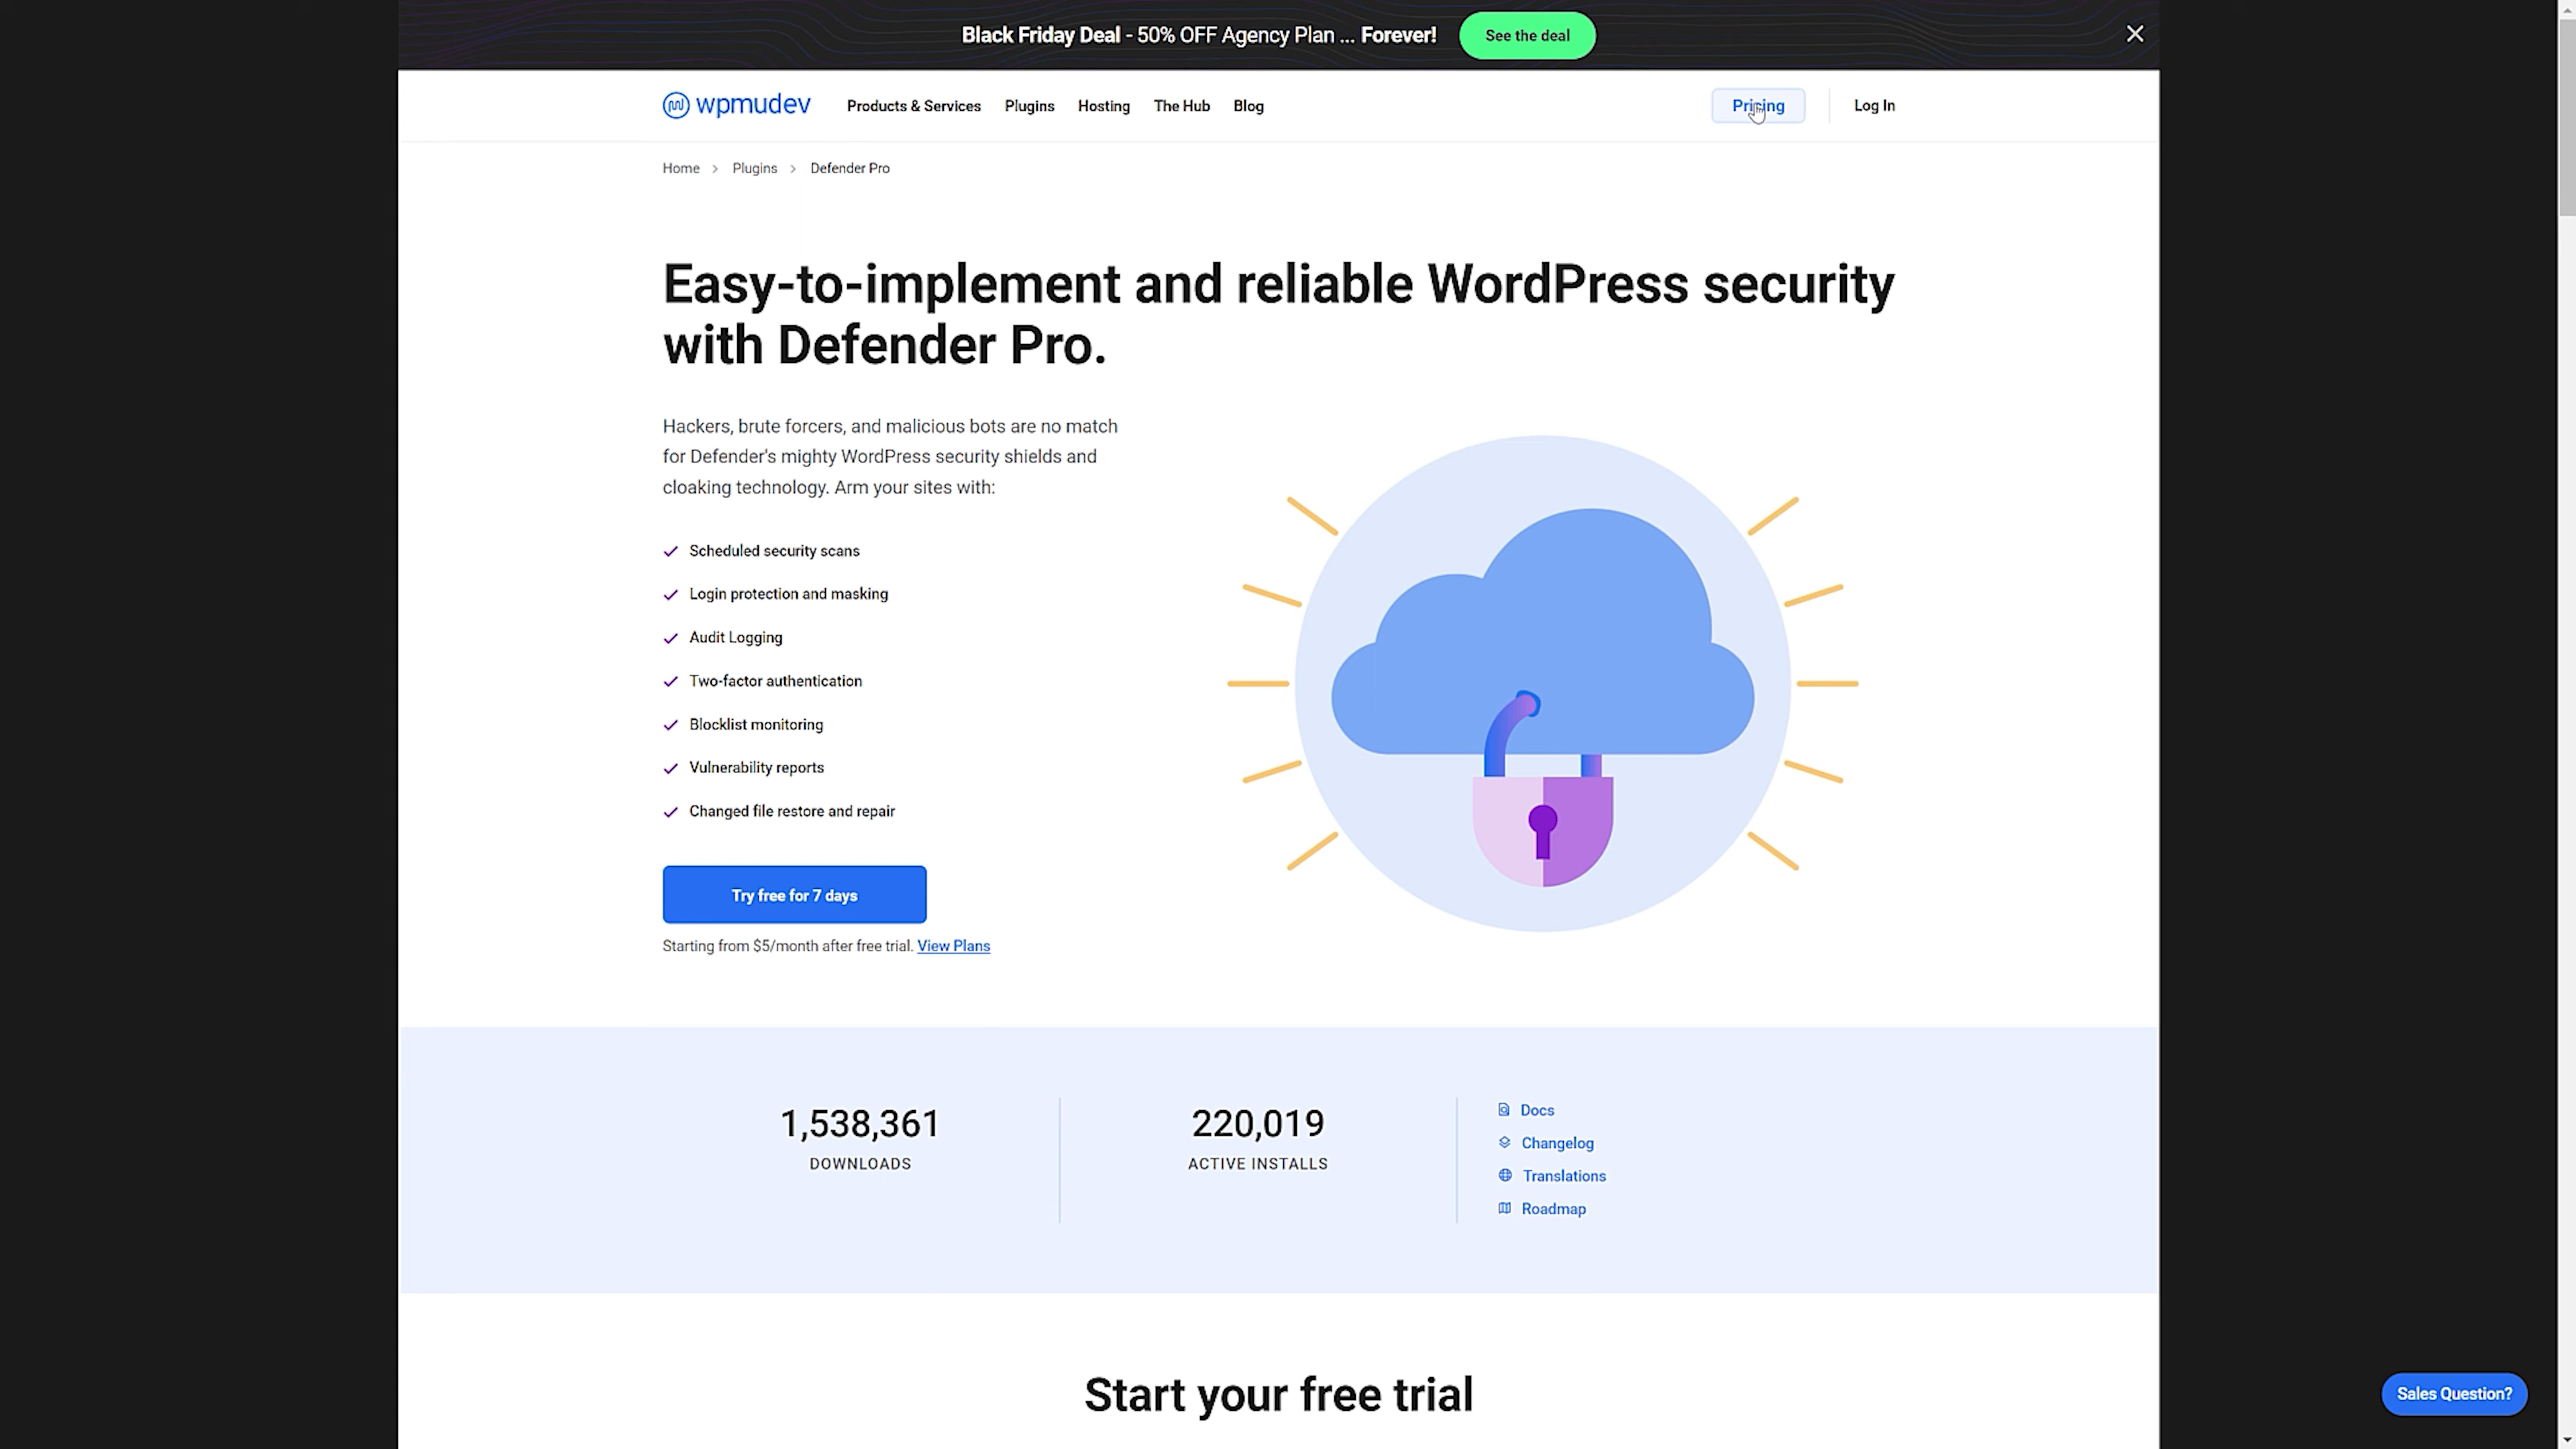 Black Friday Deal - 50% OFF Agency Plan ... Forever!
See the deal
wpmudev
Products & Services
Plugins
Hosting
The Hub
Blog
Pricing
Log In
Home
Plugins
Defender Pro
Easy-to-implement and reliable WordPress security
with Defender Pro.
Hackers, brute forcers, and malicious bots are no match
for Defender's mighty WordPress security shields and
cloaking technology. Arm your sites with:
Scheduled security scans
Login protection and masking
Audit Logging
Two-factor authentication
Blocklist monitoring
Vulnerability reports
Changed file restore and repair
Try free for 7 days
Starting from $5/month after free trial. View Plans
1,538,361
DOWNLOADS
220,019
ACTIVE INSTALLS
Docs
Changelog
Translations
Roadmap
Start your free trial
Sales Question?